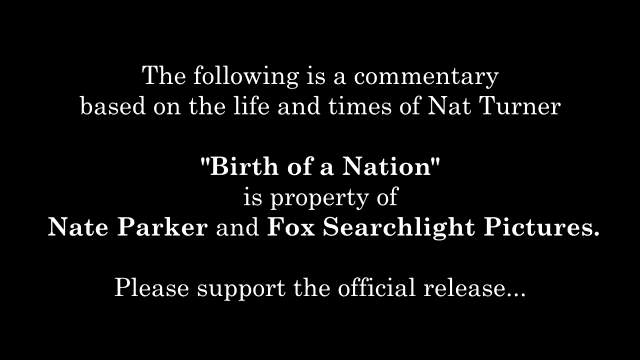 The following is a commentary
based on the life and times of Nat Turner
"Birth of a Nation"
is property of
Nate Parker and Fox Searchlight Pictures.
Please support the official release...